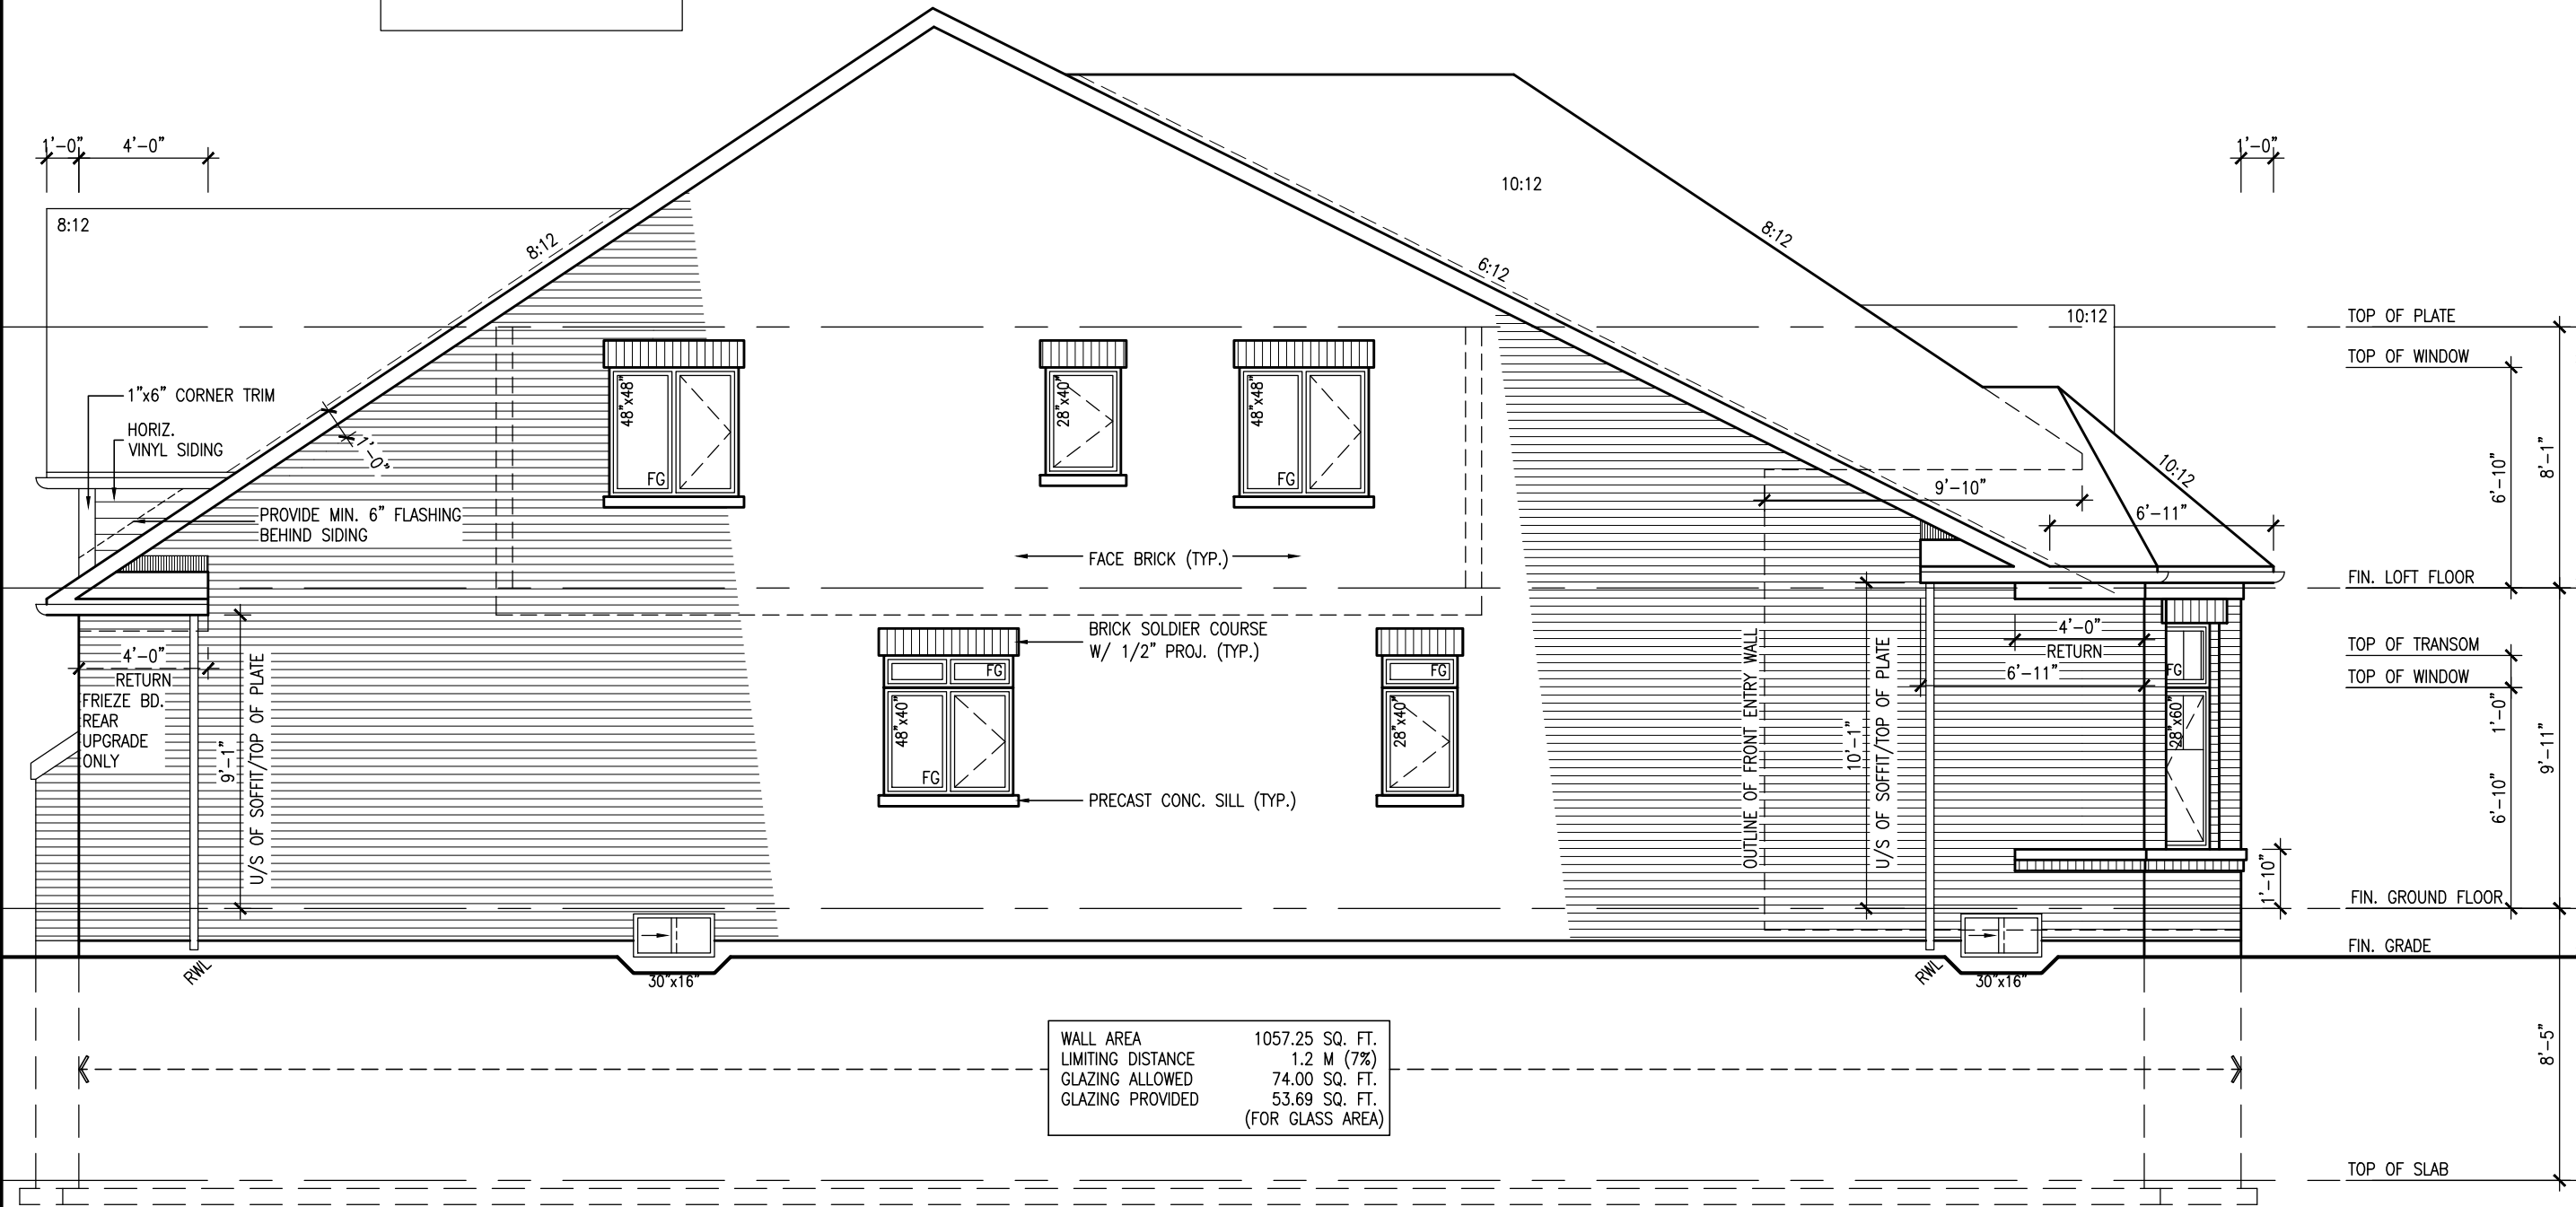 1'-0"
4'-0"
1'-0"
8:12
8:12
10:12
8:12
6:12
10:12
TOP OF PLATE
TOP OF WINDOW
1"x6" CORNER TRIM
HORIZ.
VINYL SIDING
1'-0"
48"x48"
FG
28"x40"
48"x48"
FG
10:12
9'-10"
6'-11"
6'-10"
8'-1"
PROVIDE MIN. 6" FLASHING
BEHIND SIDING
FACE BRICK (TYP.)
FIN. LOFT FLOOR
BRICK SOLDIER COURSE
W/ 1/2" PROJ. (TYP.)
4'-0"
RETURN
FRIEZE BD.
REAR
UPGRADE
ONLY
9'-1"
U/S OF SOFFIT/TOP OF PLATE
FG
48"x40"
FG
FG
28"x40"
OUTLINE OF FRONT ENTRY WALL
10'-1"
U/S OF SOFFIT/TOP OF PLATE
4'-0"
RETURN
6'-11"
FG
28"x60"
TOP OF TRANSOM
TOP OF WINDOW
1'-0"
6'-10"
9'-11"
PRECAST CONC. SILL (TYP.)
1'-10"
FIN. GROUND FLOOR
FIN. GRADE
RWL
30"x16"
RWL
30"x16"
WALL AREA 1057.25 SQ. FT.
LIMITING DISTANCE 1.2 M (7%)
GLAZING ALLOWED 74.00 SQ. FT.
GLAZING PROVIDED 53.69 SQ. FT.
(FOR GLASS AREA)
8'-5"
TOP OF SLAB